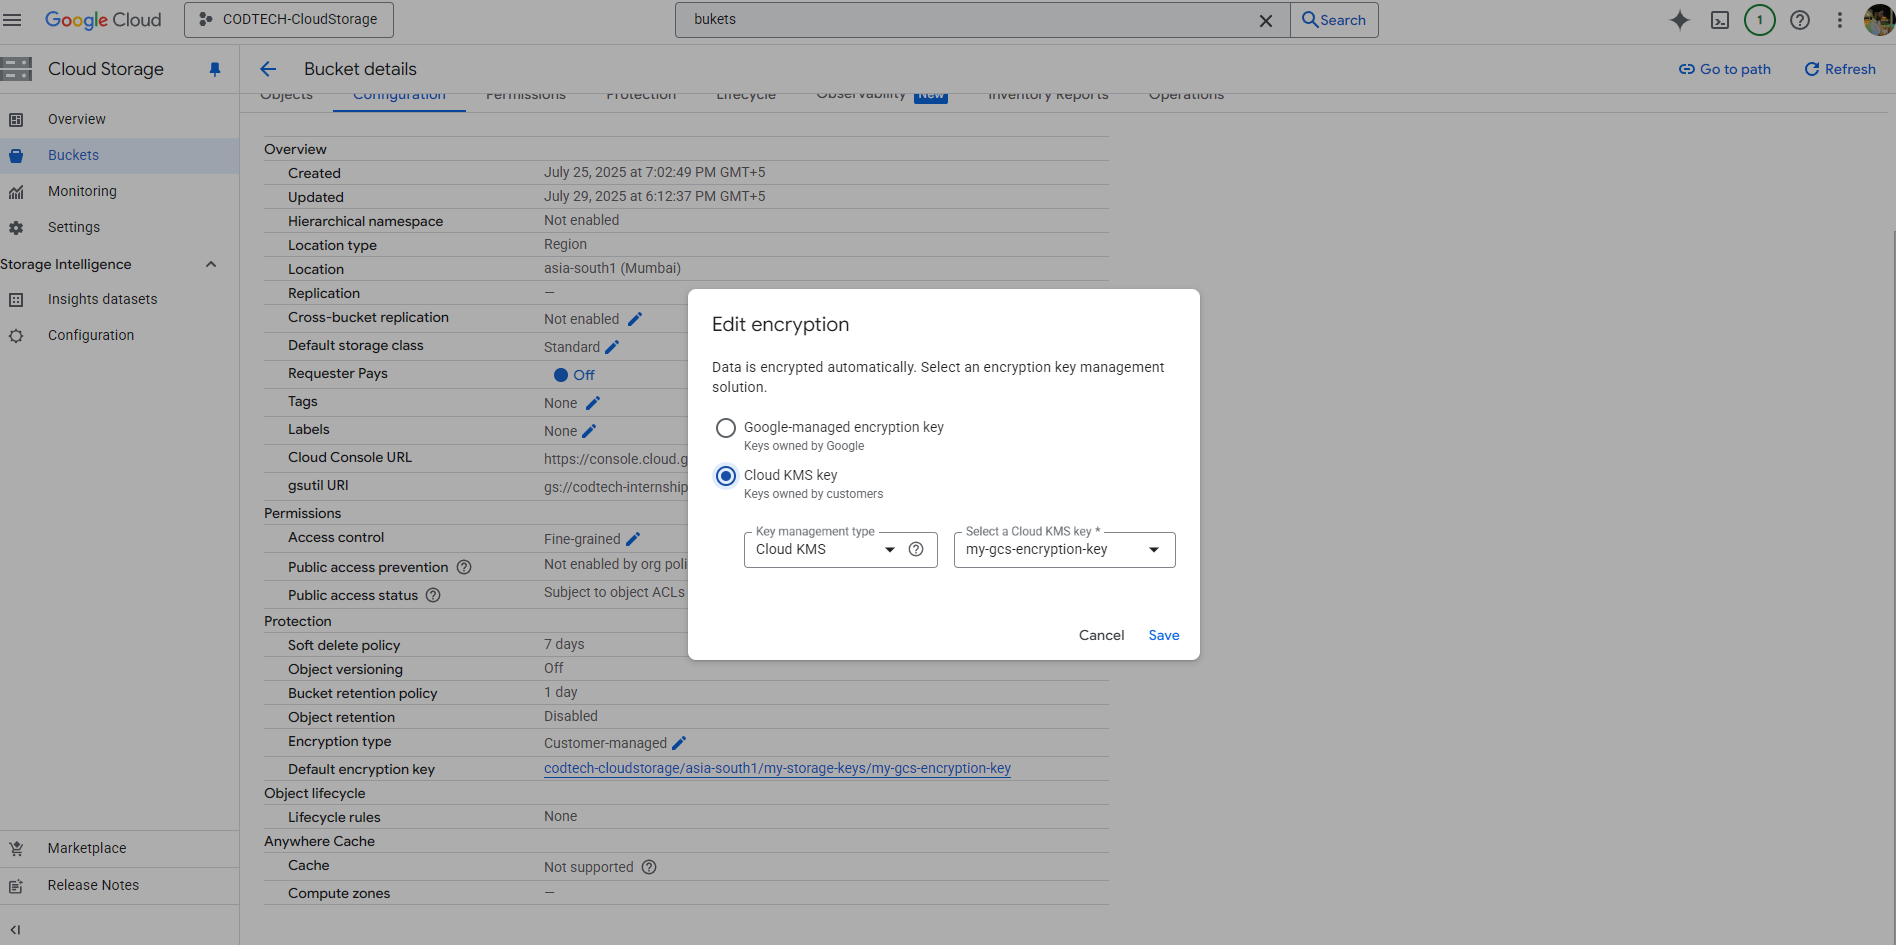 Google Cloud
CODTECH-CloudStorage
bukets
Search
1
Cloud Storage
Bucket details
Go to path
Refresh
Objects
Configuration
Permissions
Protection
Lifecycle
Observability
New
Inventory Reports
Operations
Overview
Buckets
Monitoring
Settings
Storage Intelligence
Insights datasets
Configuration
Marketplace
Release Notes
Overview
Created July 25, 2025 at 7:02:49 PM GMT+5
Updated July 29, 2025 at 6:12:37 PM GMT+5
Hierarchical namespace Not enabled
Location type Region
Location asia-south1 (Mumbai)
Replication —
Cross-bucket replication Not enabled
Default storage class Standard
Requester Pays Off
Tags None
Labels None
Cloud Console URL https://console.cloud.g
gsutil URI gs://codtech-internship
Permissions
Access control Fine-grained
Public access prevention Not enabled by org poli
Public access status Subject to object ACLs
Protection
Soft delete policy 7 days
Object versioning Off
Bucket retention policy 1 day
Object retention Disabled
Encryption type Customer-managed
Default encryption key codtech-cloudstorage/asia-south1/my-storage-keys/my-gcs-encryption-key
Object lifecycle
Lifecycle rules None
Anywhere Cache
Cache Not supported
Compute zones —
Edit encryption
Data is encrypted automatically. Select an encryption key management
solution.
Google-managed encryption key
Keys owned by Google
Cloud KMS key
Keys owned by customers
Key management type
Cloud KMS
Select a Cloud KMS key *
my-gcs-encryption-key
Cancel
Save